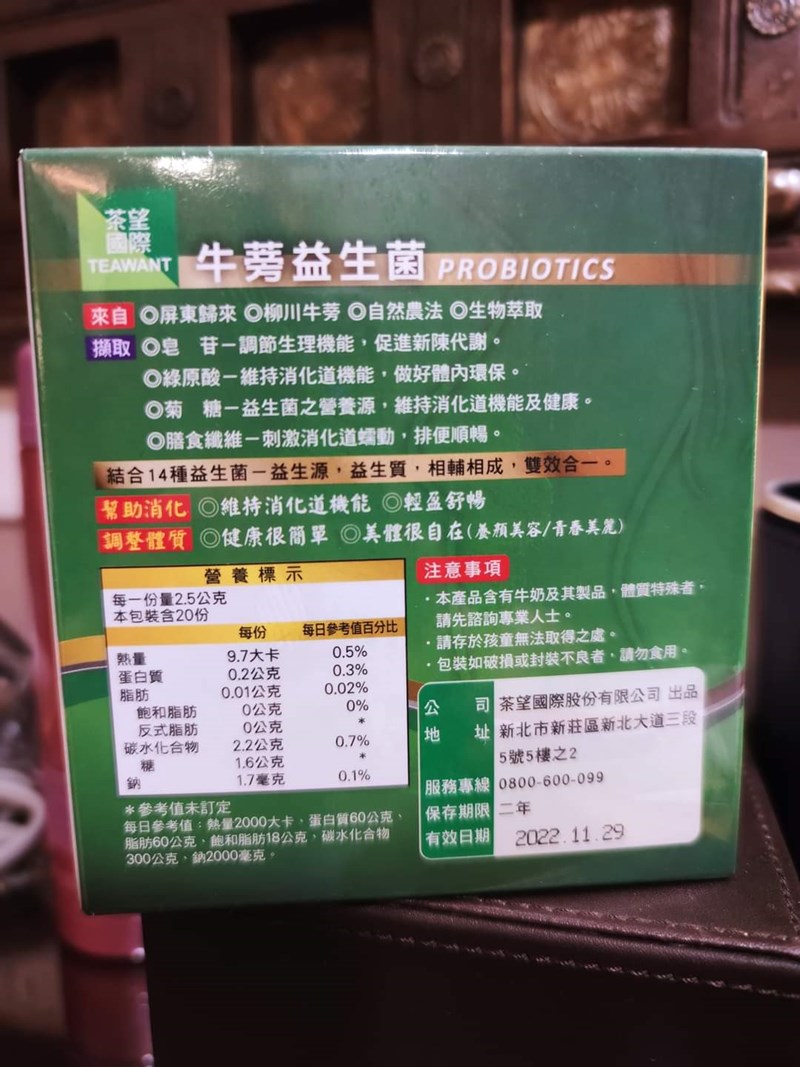 茶望
國際
TEAWANT
牛蒡益生菌 PROBIOTICS
來自 ◎屏東歸來 ◎柳川牛蒡 ◎自然農法 ◎生物萃取
擷取 ◎皂 苷－調節生理機能，促進新陳代謝。
◎綠原酸－維持消化道機能，做好體內環保。
◎菊 糖－益生菌之營養源，維持消化道機能及健康。
◎膳食纖維－刺激消化道蠕動，排便順暢。
結合14種益生菌－益生源，益生質，相輔相成，雙效合一。
幫助消化 ◎維持消化道機能 ◎輕盈舒暢
調整體質 ◎健康很簡單 ◎美體很自在(養顏美容/青春美麗)
營養標示
每一份量2.5公克
本包裝含20份
每份 每日參考值百分比
熱量 9.7大卡 0.5%
蛋白質 0.2公克 0.3%
脂肪 0.01公克 0.02%
飽和脂肪 0公克 0%
反式脂肪 0公克 *
碳水化合物 2.2公克 0.7%
糖 1.6公克 *
鈉 1.7毫克 0.1%
＊參考值未訂定
每日參考值：熱量2000大卡、蛋白質60公克、
脂肪60公克、飽和脂肪18公克、碳水化合物
300公克、鈉2000毫克。
注意事項
・本產品含有牛奶及其製品，體質特殊者，
請先諮詢專業人士。
・請存於孩童無法取得之處。
・包裝如破損或封裝不良者，請勿食用。
公 司 茶望國際股份有限公司 出品
地 址 新北市新莊區新北大道三段
5號5樓之2
服務專線 0800-600-099
保存期限 二年
有效日期 2022.11.29